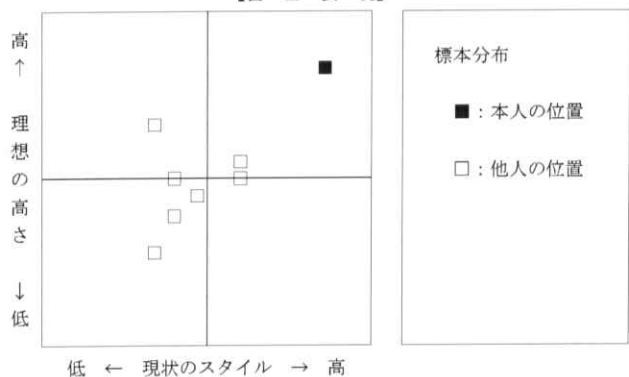 高
↑
理
想
の
高
さ
↓
低
低 ← 現状のスタイル → 高
標本分布
■:本人の位置
□:他人の位置